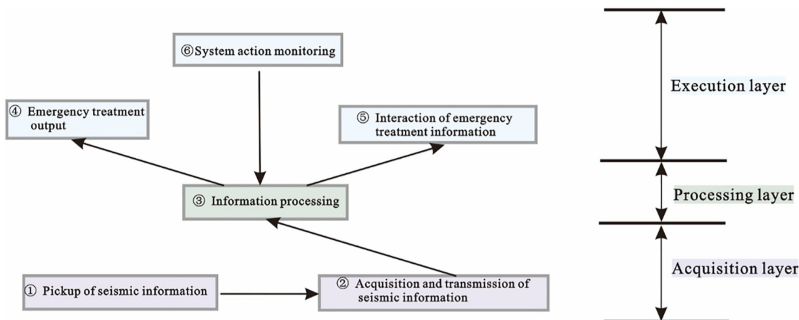 ⑥System action monitoring
④ Emergency treatment
output
⑤ Interaction of emergency
treatment information
③ Information processing
① Pickup of seismic information
② Acquisition and transmission of
seismic information
Execution layer
Processing layer
Acquisition layer